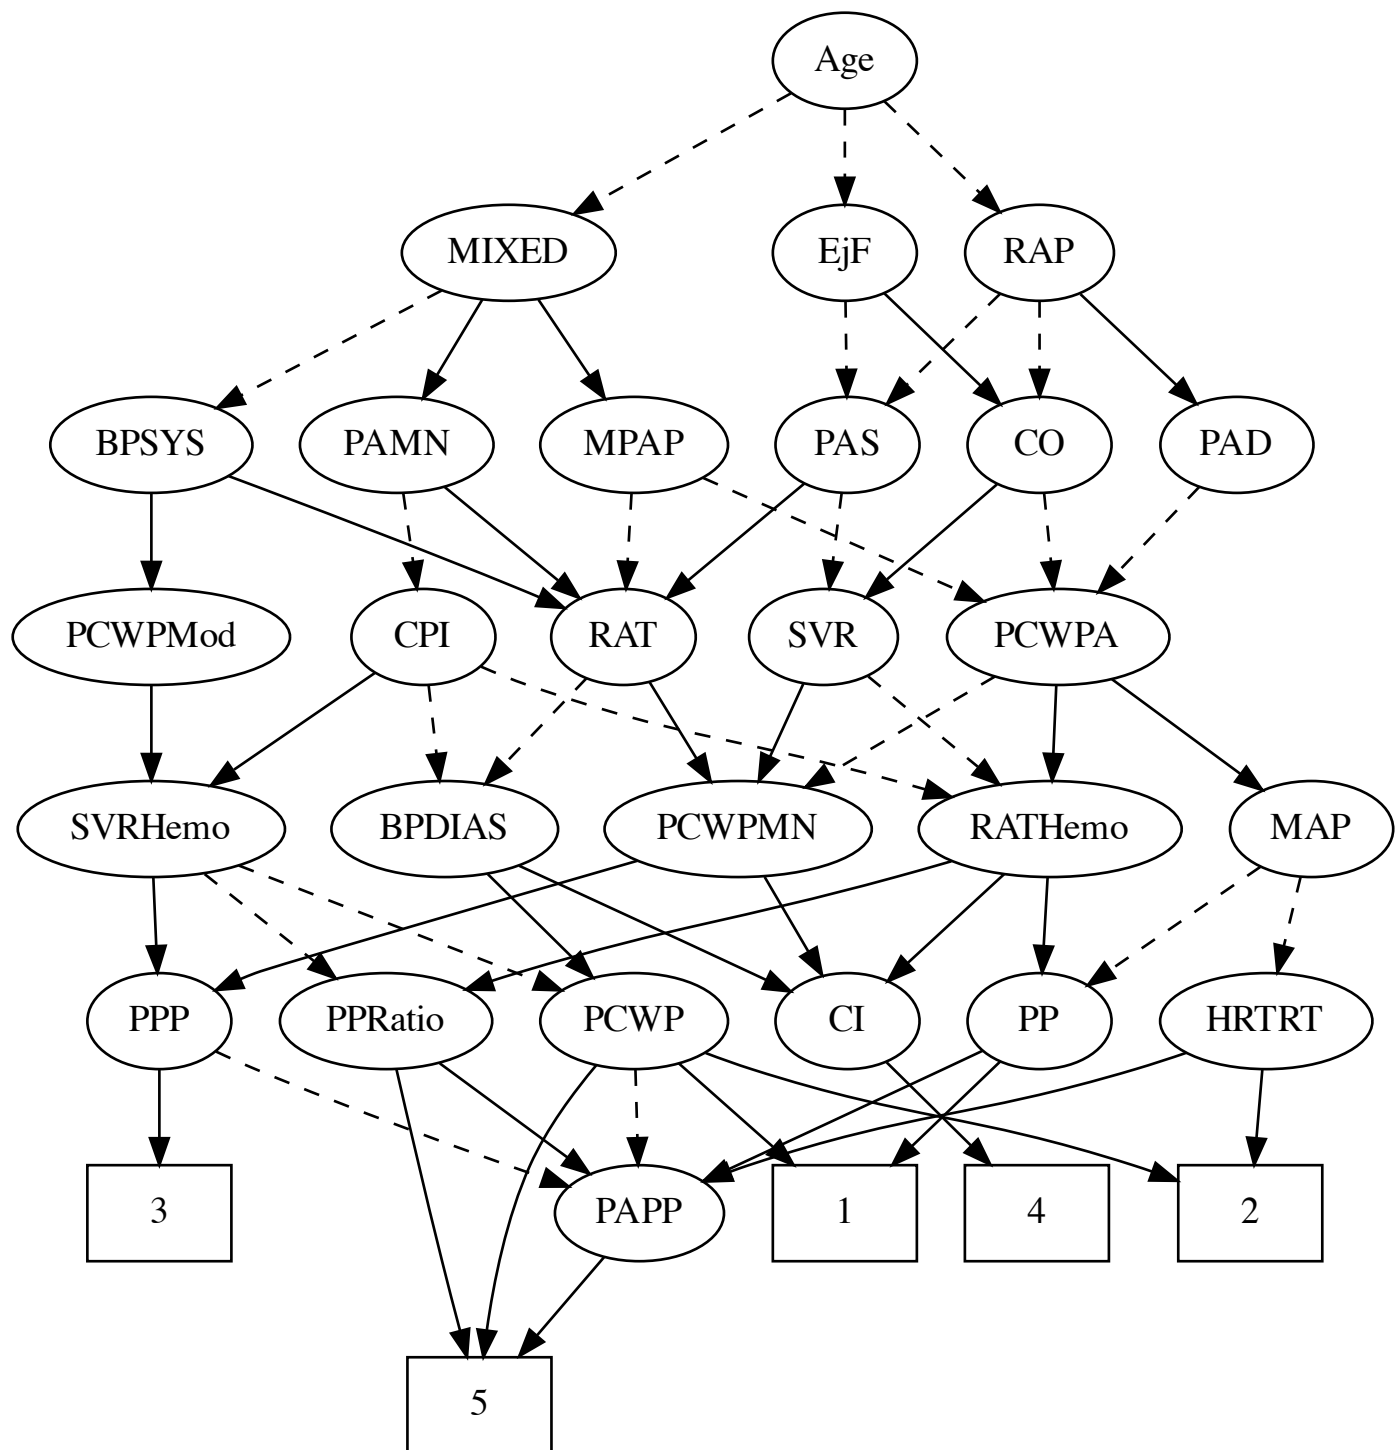 Age
MIXED
EjF
RAP
BPSYS
PAMN
MPAP
PAS
CO
PAD
PCWPMod
CPI
RAT
SVR
PCWPA
SVRHemo
BPDIAS
PCWPMN
RATHemo
MAP
PPP
PPRatio
PCWP
CI
PP
HRTRT
3
PAPP
1
4
2
5